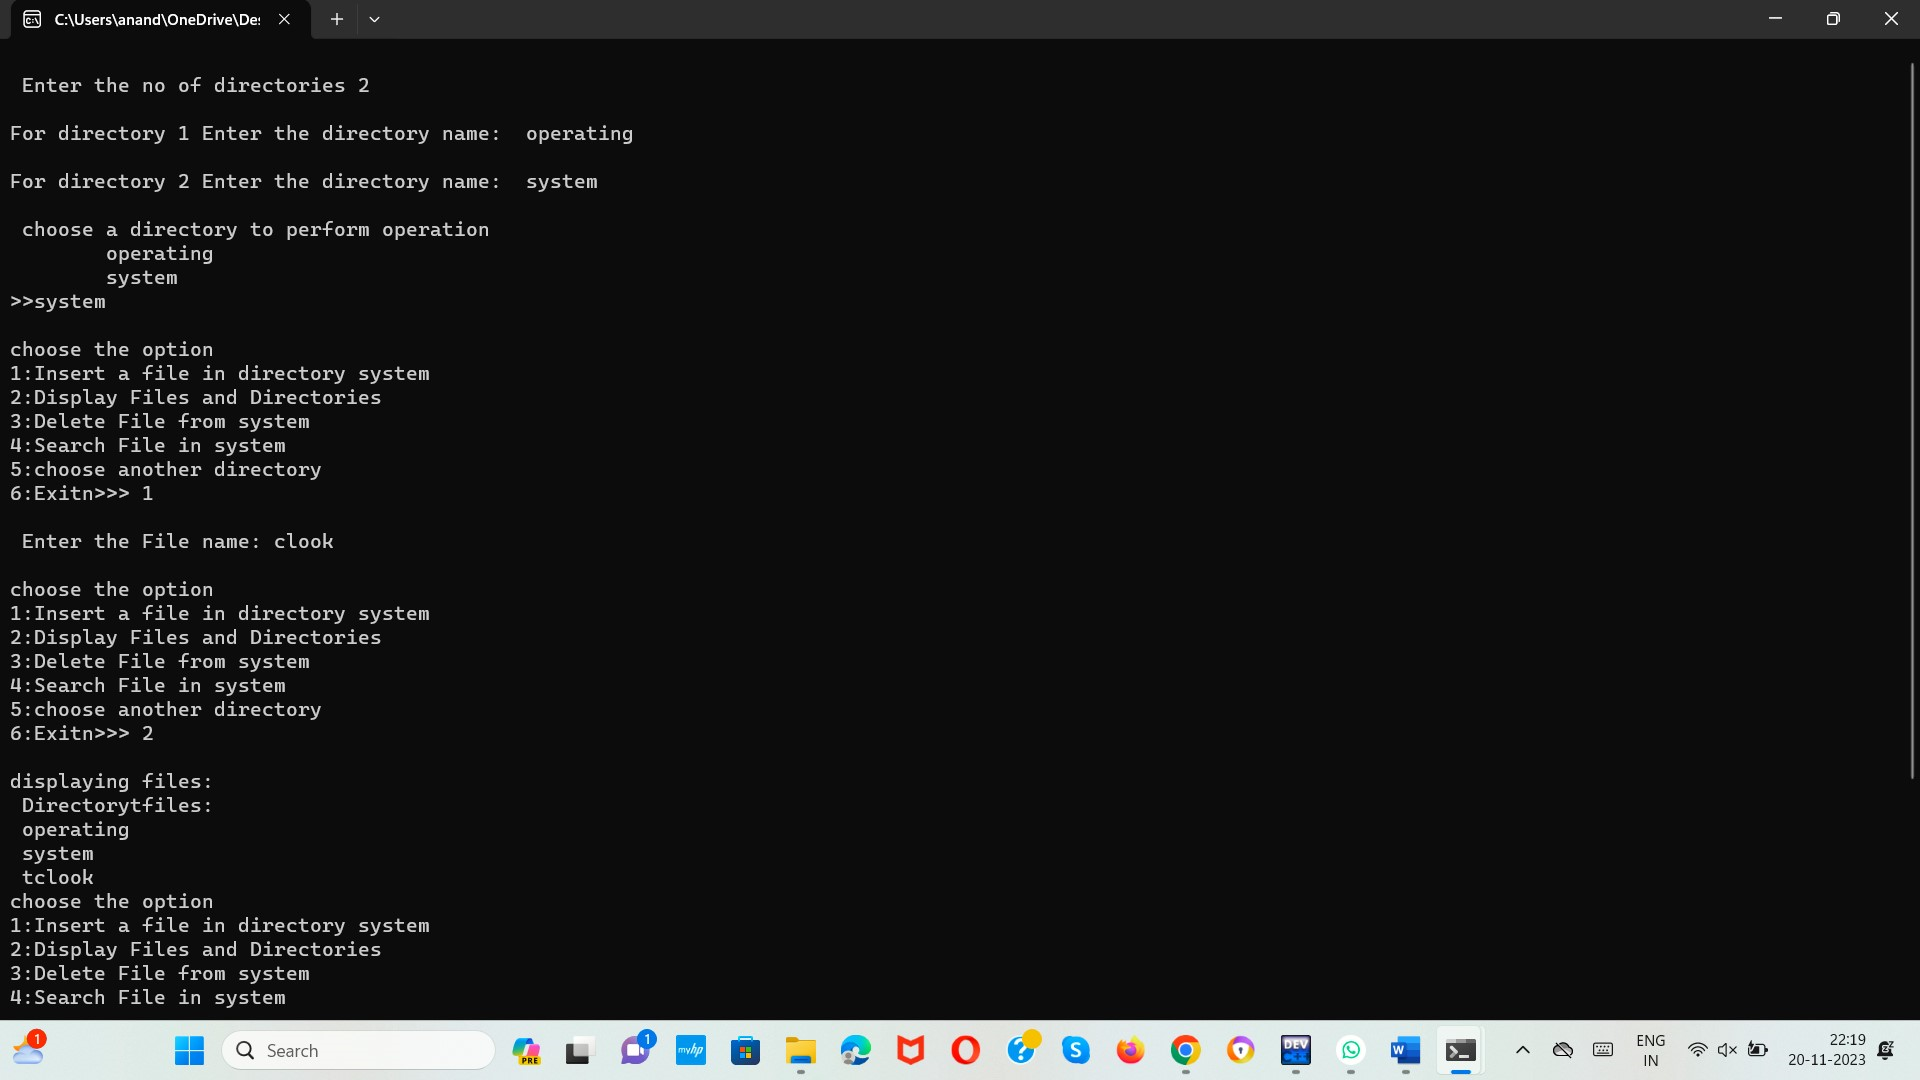 C:\Users\anand\OneDrive\Des
Enter the no of directories 2
For directory 1 Enter the directory name:  operating
For directory 2 Enter the directory name:  system
choose a directory to perform operation
operating
system
>>system
choose the option
1:Insert a file in directory system
2:Display Files and Directories
3:Delete File from system
4:Search File in system
5:choose another directory
6:Exitn>>> 1
Enter the File name: clook
choose the option
1:Insert a file in directory system
2:Display Files and Directories
3:Delete File from system
4:Search File in system
5:choose another directory
6:Exitn>>> 2
displaying files:
Directorytfiles:
operating
system
tclook
choose the option
1:Insert a file in directory system
2:Display Files and Directories
3:Delete File from system
4:Search File in system
1
Search
PRE
1
myhp
DEV
ENG
IN
22:19
20-11-2023